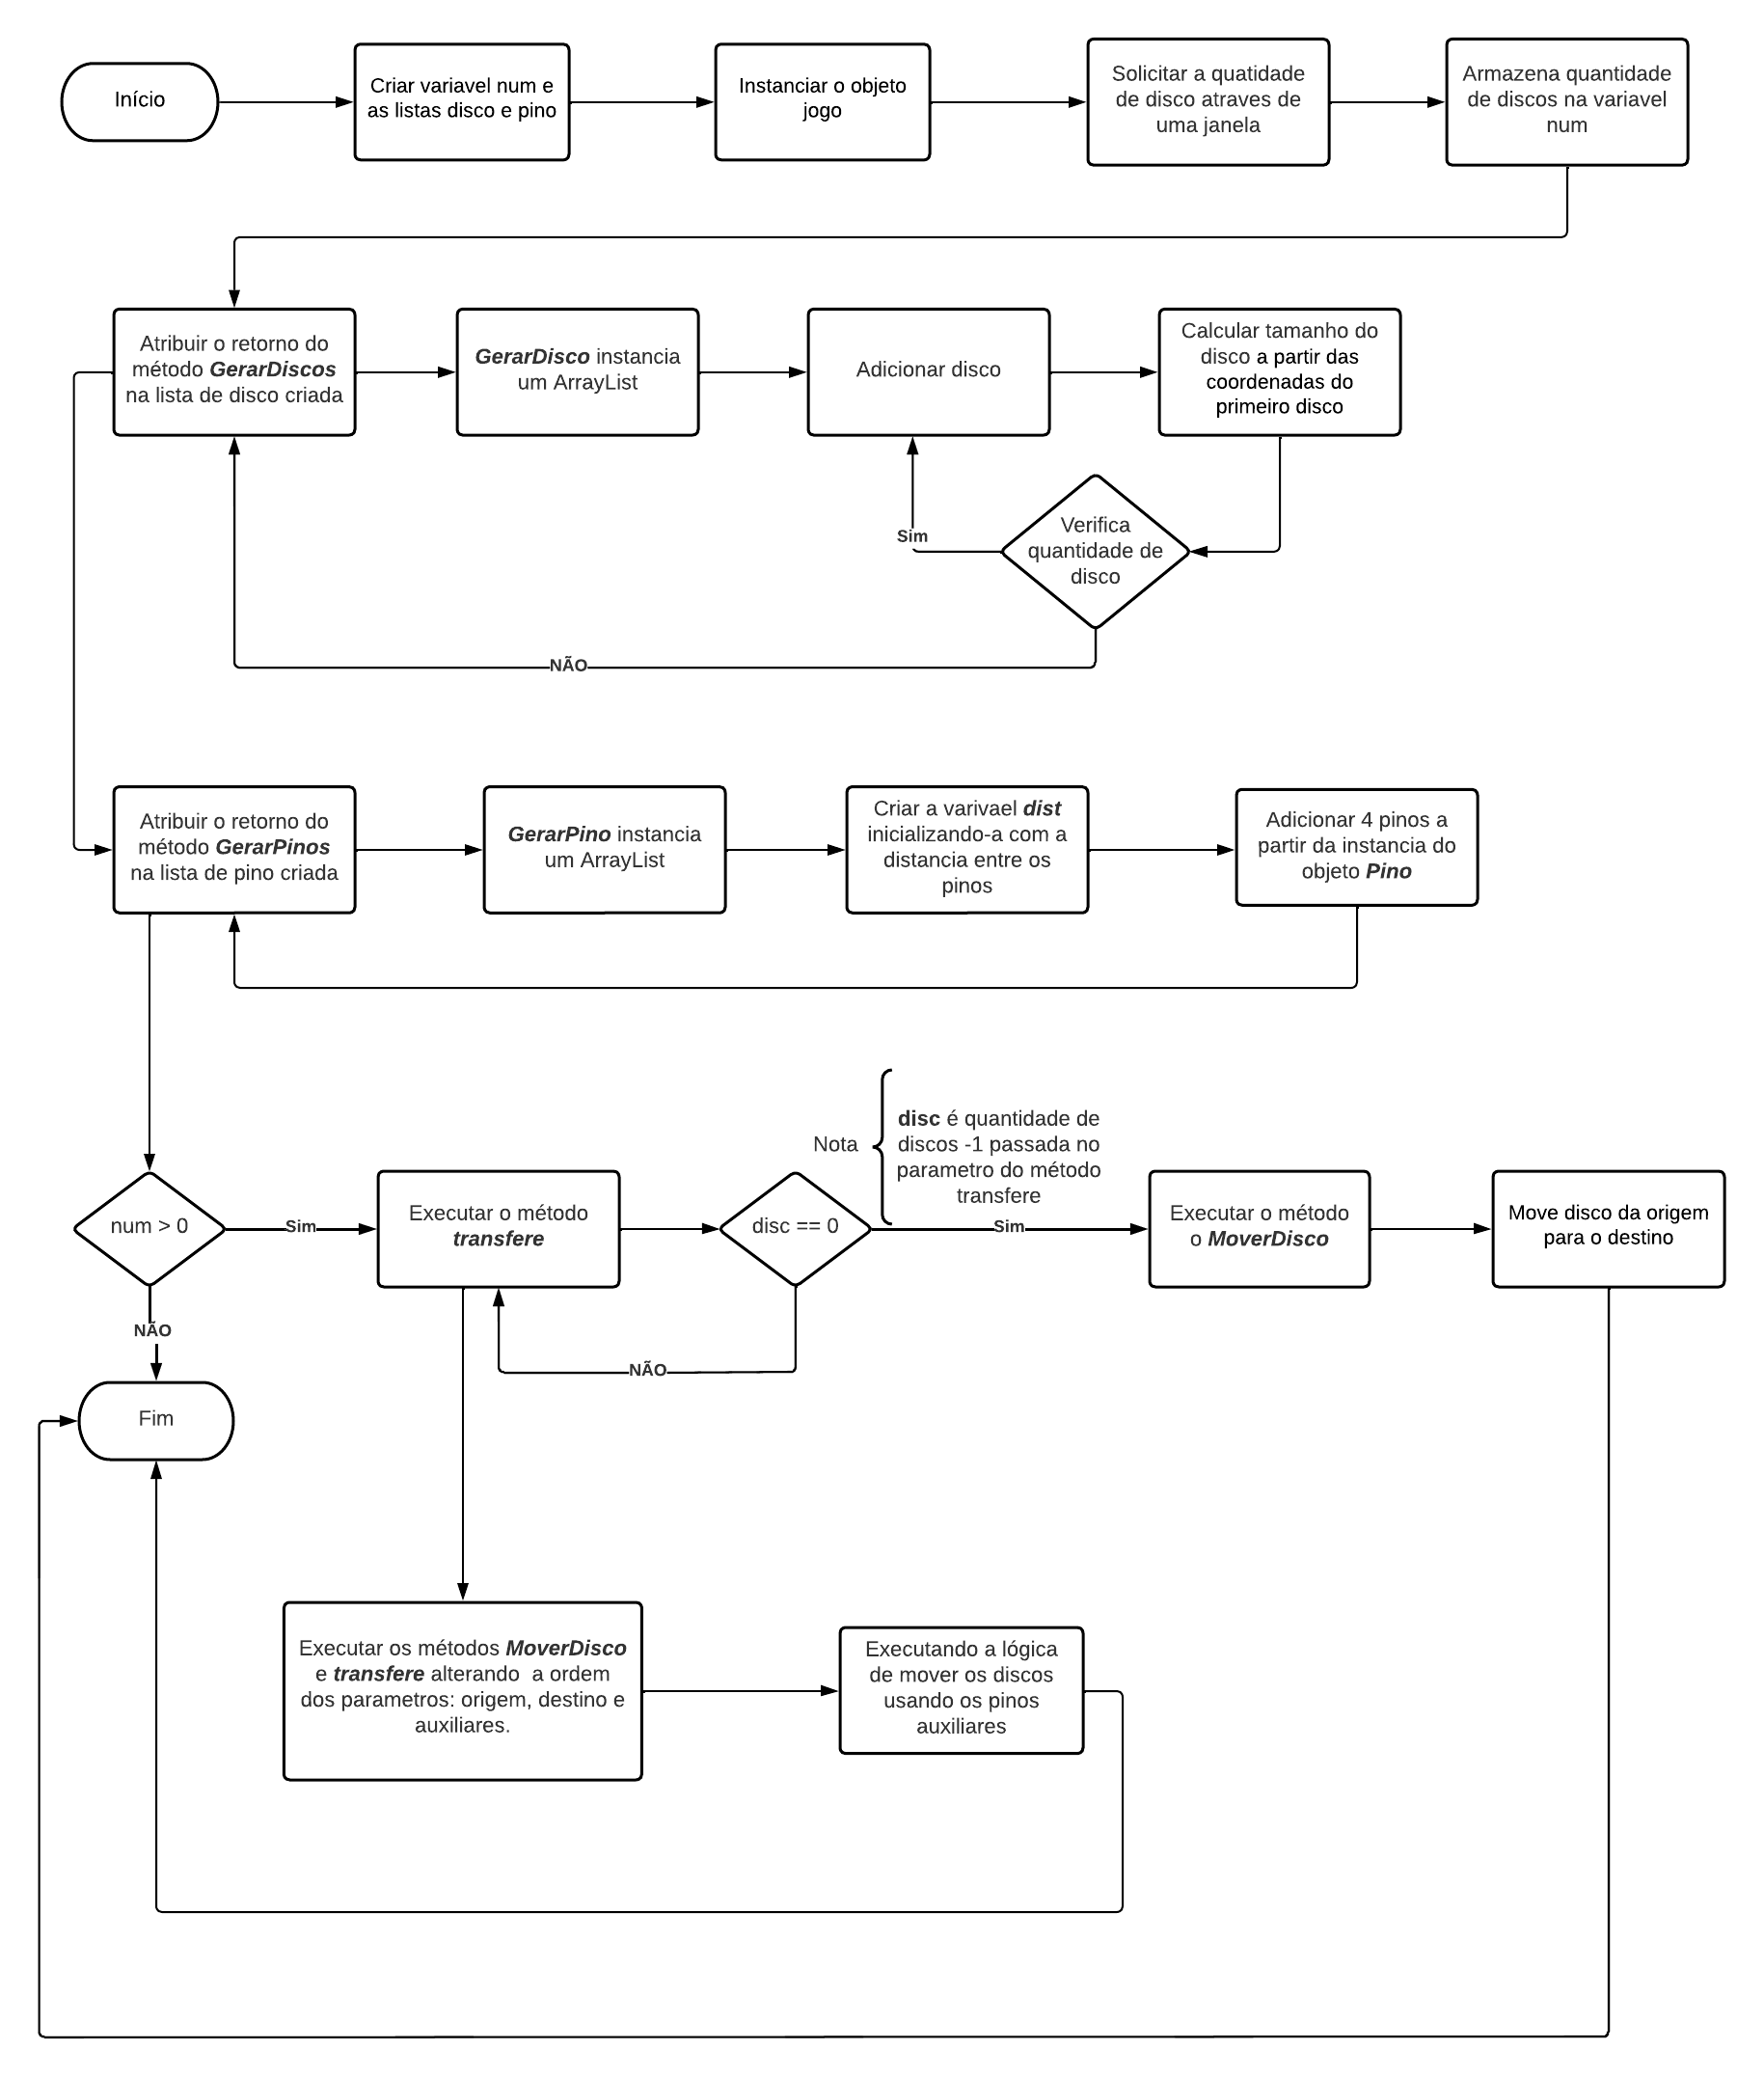 Início
Criar variavel num e
as listas disco e pino
Instanciar o objeto
jogo
Solicitar a quatidade
de disco atraves de
uma janela
Armazena quantidade
de discos na variavel
num
Atribuir o retorno do
método GerarDiscos
na lista de disco criada
GerarDisco instancia
um ArrayList
Adicionar disco
Calcular tamanho do
disco a partir das
coordenadas do
primeiro disco
Verifica
quantidade de
disco
Sim
NÃO
Atribuir o retorno do
método GerarPinos
na lista de pino criada
GerarPino instancia
um ArrayList
Criar a varivael dist
inicializando-a com a
distancia entre os
pinos
Adicionar 4 pinos a
partir da instancia do
objeto Pino
Nota
disc é quantidade de
discos -1 passada no
parametro do método
transfere
num > 0
Sim
Executar o método
transfere
disc == 0
Sim
Executar o método
o MoverDisco
Move disco da origem
para o destino
NÃO
NÃO
Fim
Executar os métodos MoverDisco
e transfere alterando  a ordem
dos parametros: origem, destino e
auxiliares.
Executando a lógica
de mover os discos
usando os pinos
auxiliares